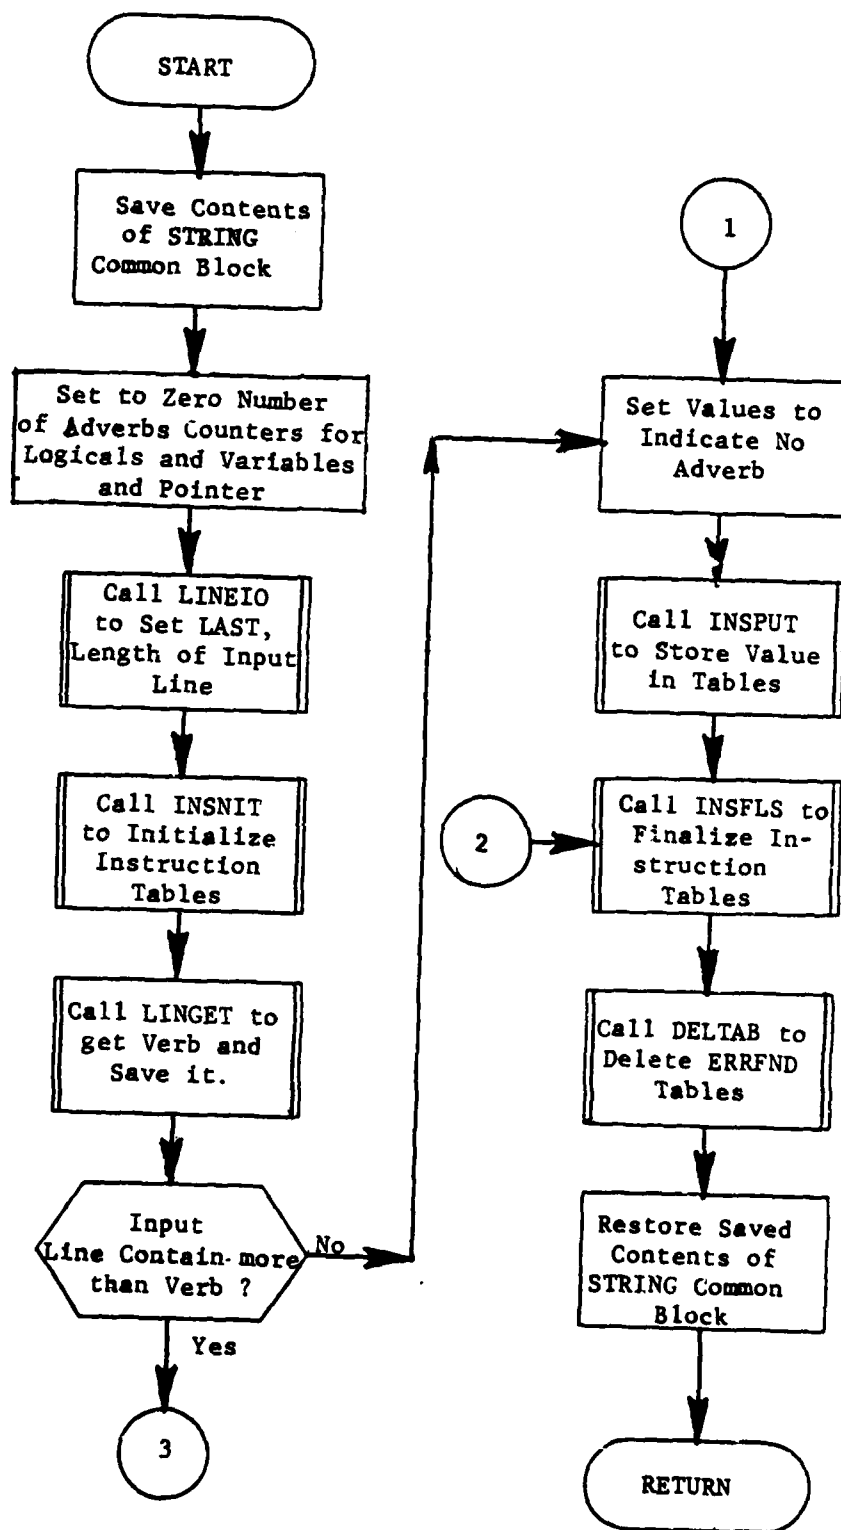 START
Save Contents
of STRING
Common Block
Set to Zero Number
of Adverbs Counters for
Logicals and Variables
and Pointer
Call LINEIO
to Set LAST,
Length of Input
Line
Call INSNIT
to Initialize
Instruction
Tables
Call LINGET to
get Verb and
Save it.
Input
Line Contain more
than Verb ?
No
Yes
3
1
Set Values to
Indicate No
Adverb
Call INSPUT
to Store Value
in Tables
2
Call INSFLS to
Finalize In-
struction
Tables
Call DELTAB to
Delete ERRFND
Tables
Restore Saved
Contents of
STRING Common
Block
RETURN